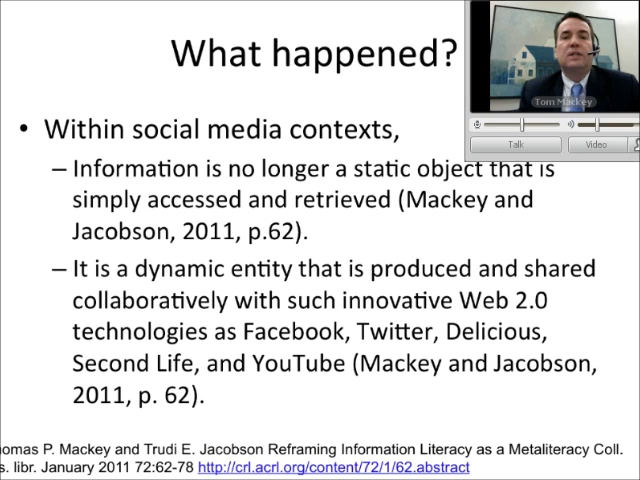 What happened?
Tom Mackey
Talk Video
• Within social media contexts,
– Information is no longer a static object that is
simply accessed and retrieved (Mackey and
Jacobson, 2011, p.62).
– It is a dynamic entity that is produced and shared
collaboratively with such innovative Web 2.0
technologies as Facebook, Twitter, Delicious,
Second Life, and YouTube (Mackey and Jacobson,
2011, p. 62).
omas P. Mackey and Trudi E. Jacobson Reframing Information Literacy as a Metaliteracy Coll.
s. libr. January 2011 72:62-78 http://crl.acrl.org/content/72/1/62.abstract